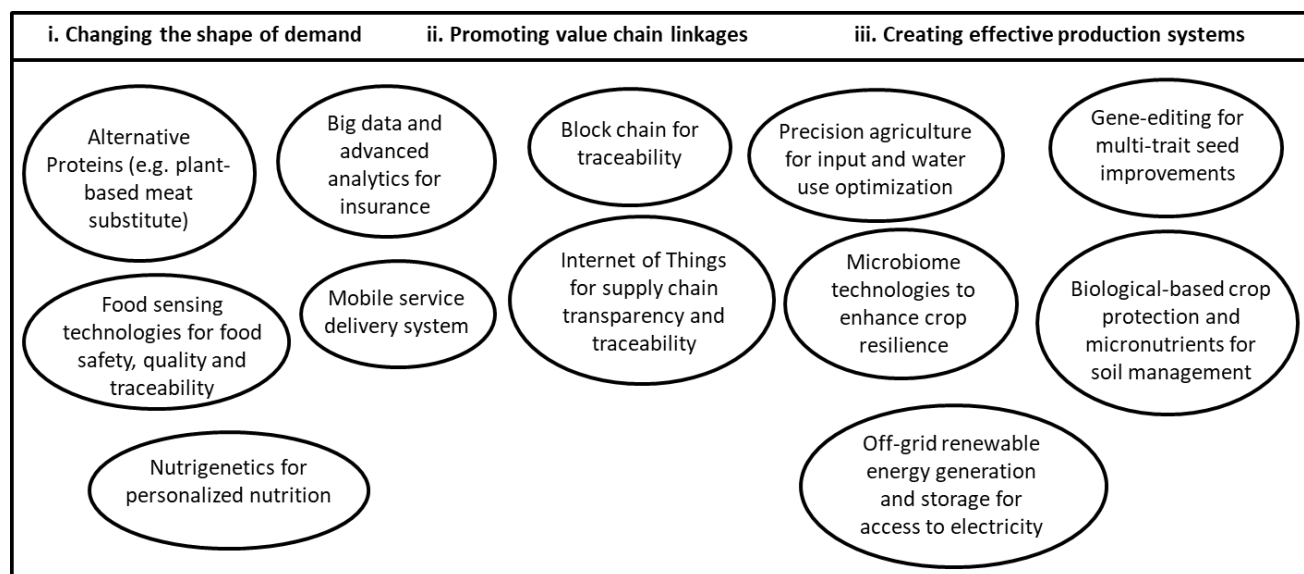 i. Changing the shape of demand
ii. Promoting value chain linkages
iii. Creating effective production systems
Alternative
Proteins (e.g. plant-
based meat
substitute)
Food sensing
technologies for food
safety, quality and
traceability
Nutrigenetics for
personalized nutrition
Big data and
advanced
analytics for
insurance
Mobile service
delivery system
Block chain for
traceability
Internet of Things
for supply chain
transparency and
traceability
Precision agriculture
for input and water
use optimization
Microbiome
technologies to
enhance crop
resilience
Off-grid renewable
energy generation
and storage for
access to electricity
Gene-editing for
multi-trait seed
improvements
Biological-based crop
protection and
micronutrients for
soil management